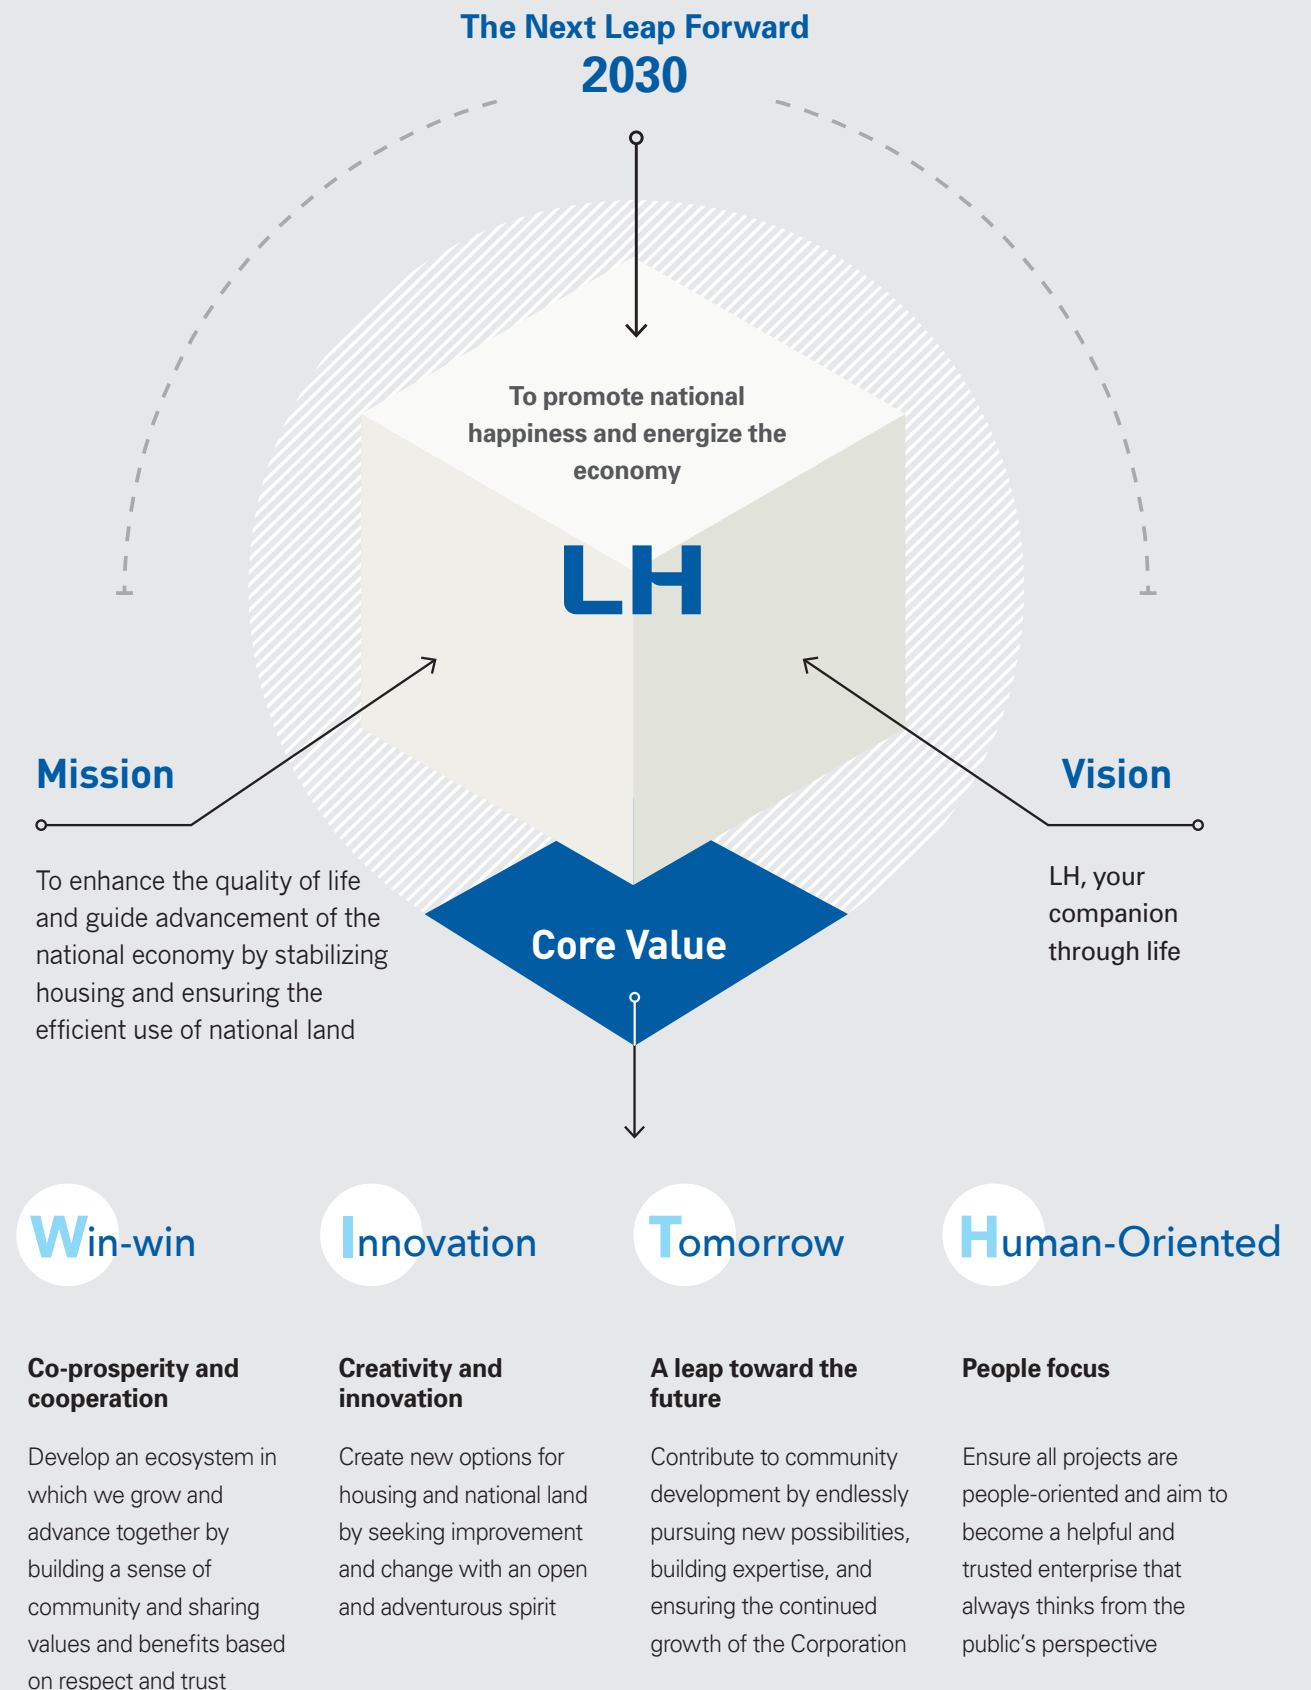 The Next Leap Forward
2030
To promote national
happiness and energize the
economy
LH
Mission
To enhance the quality of life
and guide advancement of the
national economy by stabilizing
housing and ensuring the
efficient use of national land
Vision
LH, your
companion
through life
Core Value
Win-win
Co-prosperity and
cooperation
Develop an ecosystem in
which we grow and
advance together by
building a sense of
community and sharing
values and benefits based
on respect and trust
Innovation
Creativity and
innovation
Create new options for
housing and national land
by seeking improvement
and change with an open
and adventurous spirit
Tomorrow
A leap toward the
future
Contribute to community
development by endlessly
pursuing new possibilities,
building expertise, and
ensuring the continued
growth of the Corporation
Human-Oriented
People focus
Ensure all projects are
people-oriented and aim to
become a helpful and
trusted enterprise that
always thinks from the
public's perspective